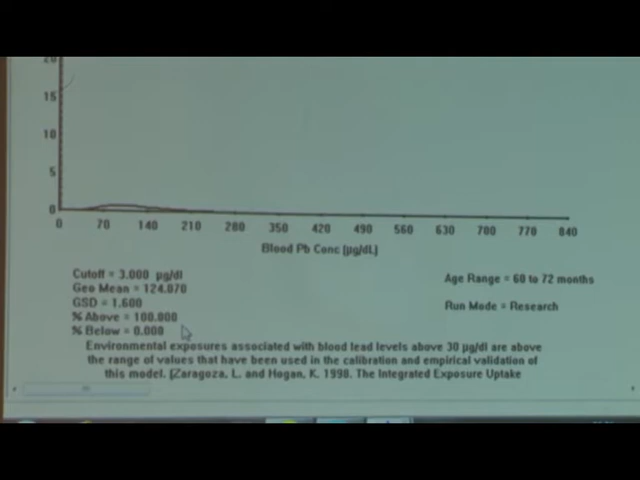 20
15
10
5
0
0 70 140 210 280 350 420 490 560 630 700 770 840
Blood Pb Conc (µg/dL)
Cutoff = 3.000 µg/dl
Geo Mean = 124.070
GSD = 1.600
% Above = 100.000
% Below = 0.000
Age Range = 60 to 72 months
Run Mode = Research
Environmental exposures associated with blood lead levels above 30 µg/dl are above
the range of values that have been used in the calibration and empirical validation of
this model. (Zaragoza, L. and Hogan, K. 1998. The Integrated Exposure Uptake